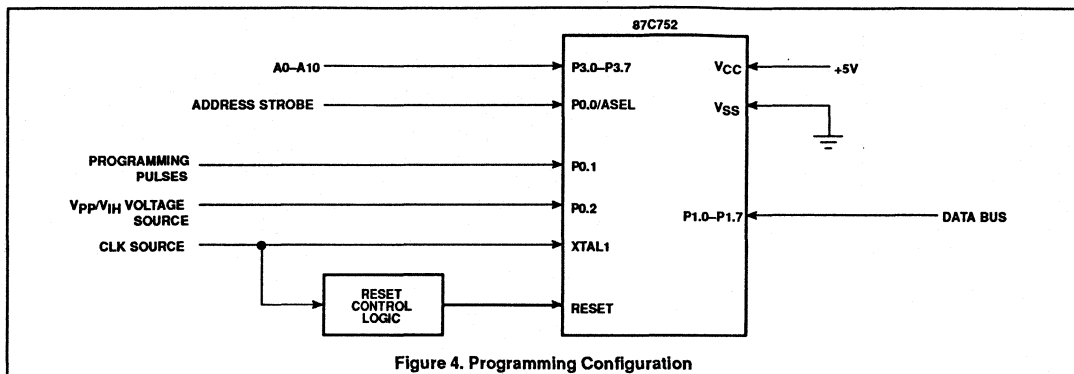 87C752
A0–A10
P3.0–P3.7
VCC
+5V
ADDRESS STROBE
P0.0/ASEL
VSS
PROGRAMMING
PULSES
P0.1
VPP/VIH VOLTAGE
SOURCE
P0.2
P1.0–P1.7
DATA BUS
CLK SOURCE
XTAL1
RESET
CONTROL
LOGIC
RESET
Figure 4. Programming Configuration